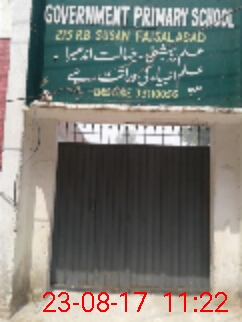 GOVERNMENT PRIMARY SCHOOL
215 RB SUSAN FAISALABAD
علم روشنی ۔ جہالت اندھیرا ۔
علم انبیاء کی وراثت ہے
23-08-17 11:22